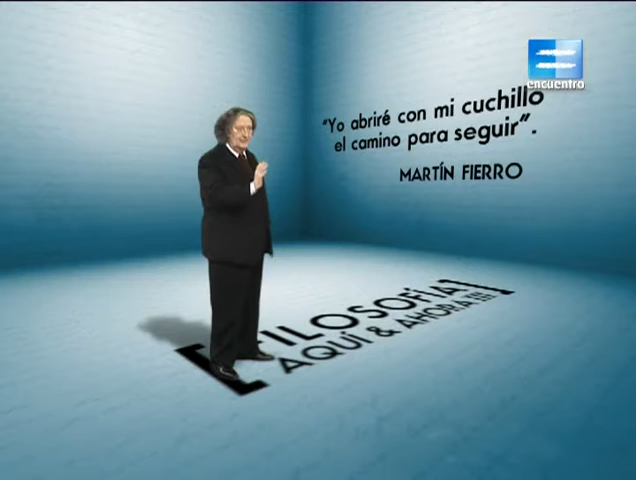 encuentro
"Yo abriré con mi cuchillo
el camino para seguir".
MARTÍN FIERRO
[FILOSOFÍA]
AQUÍ & AHORA !!!